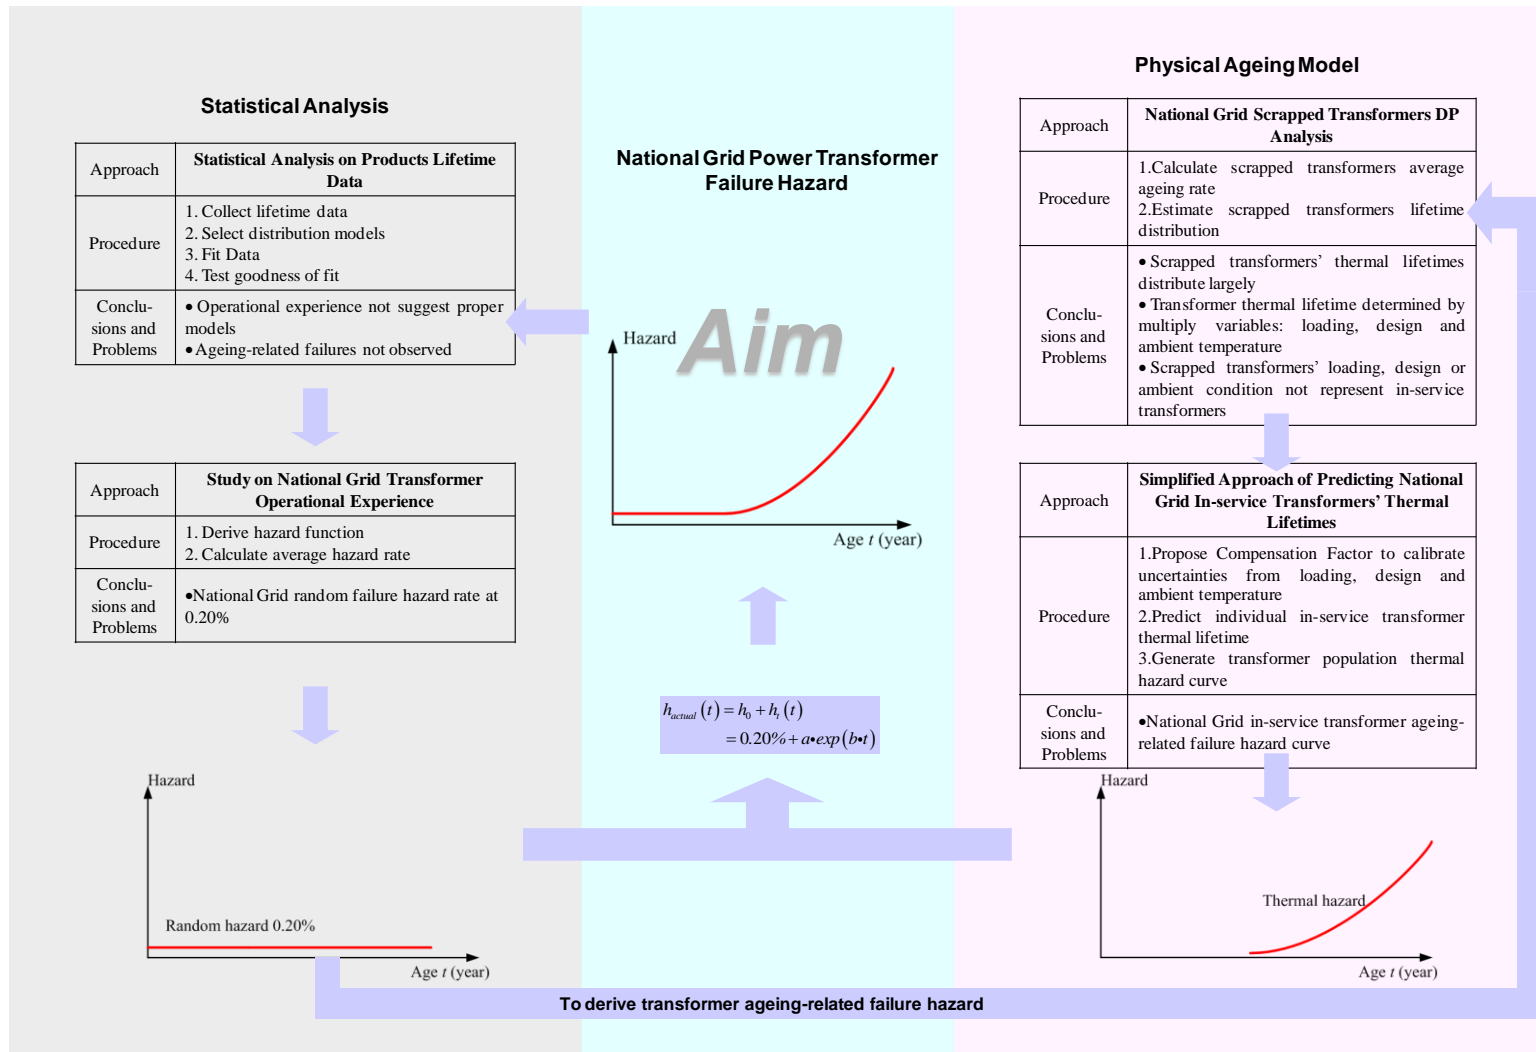 Statistical Analysis
Approach
Statistical Analysis on Products Lifetime
Data
Procedure
1. Collect lifetime data
2. Select distribution models
3. Fit Data
4. Test goodness of fit
Conclu-
sions and
Problems
• Operational experience not suggest proper
models
• Ageing-related failures not observed
Approach
Study on National Grid Transformer
Operational Experience
Procedure
1. Derive hazard function
2. Calculate average hazard rate
Conclu-
sions and
Problems
•National Grid random failure hazard rate at
0.20%
Hazard
Random hazard 0.20%
Age t (year)
National Grid Power Transformer
Failure Hazard
Aim
Hazard
Age t (year)
h_actual (t) = h_0 + h_t (t)
= 0.20% + a•exp(b•t)
Physical Ageing Model
Approach
National Grid Scrapped Transformers DP
Analysis
Procedure
1.Calculate scrapped transformers average
ageing rate
2.Estimate scrapped transformers lifetime
distribution
Conclu-
sions and
Problems
• Scrapped transformers’ thermal lifetimes
distribute largely
• Transformer thermal lifetime determined by
multiply variables: loading, design and
ambient temperature
• Scrapped transformers’ loading, design or
ambient condition not represent in-service
transformers
Approach
Simplified Approach of Predicting National
Grid In-service Transformers’ Thermal
Lifetimes
Procedure
1.Propose Compensation Factor to calibrate
uncertainties from loading, design and
ambient temperature
2.Predict individual in-service transformer
thermal lifetime
3.Generate transformer population thermal
hazard curve
Conclu-
sions and
Problems
•National Grid in-service transformer ageing-
related failure hazard curve
Hazard
Thermal hazard
Age t (year)
To derive transformer ageing-related failure hazard